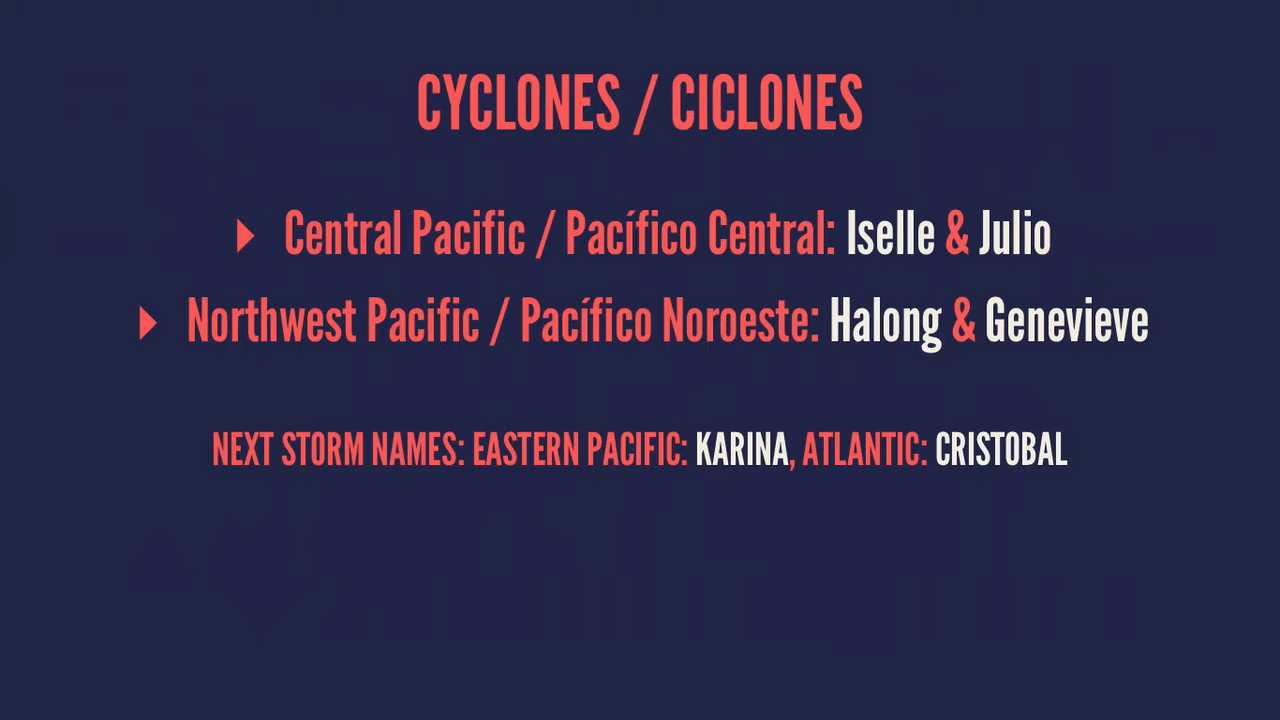 CYCLONES / CICLONES
Central Pacific / Pacífico Central: Iselle & Julio
Northwest Pacific / Pacífico Noroeste: Halong & Genevieve
NEXT STORM NAMES: EASTERN PACIFIC: KARINA, ATLANTIC: CRISTOBAL